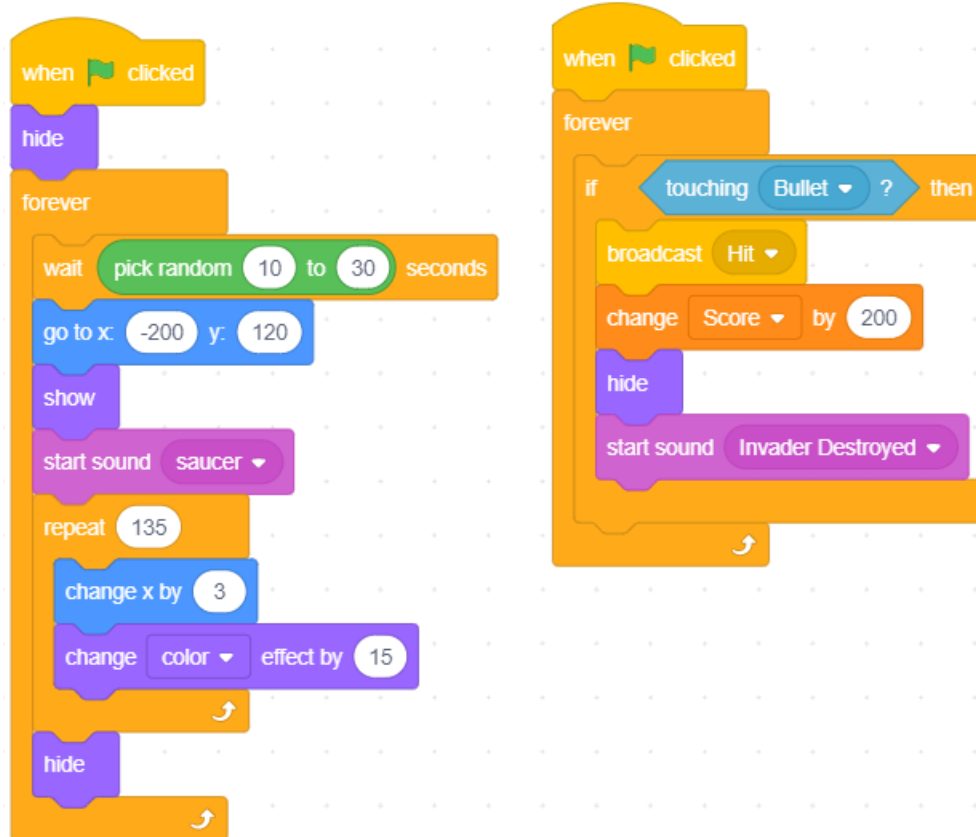 when clicked
hide
forever
wait pick random 10 to 30 seconds
go to x: -200 y: 120
show
start sound saucer
repeat 135
change x by 3
change color effect by 15
hide
when clicked
forever
if touching Bullet ? then
broadcast Hit
change Score by 200
hide
start sound Invader Destroyed